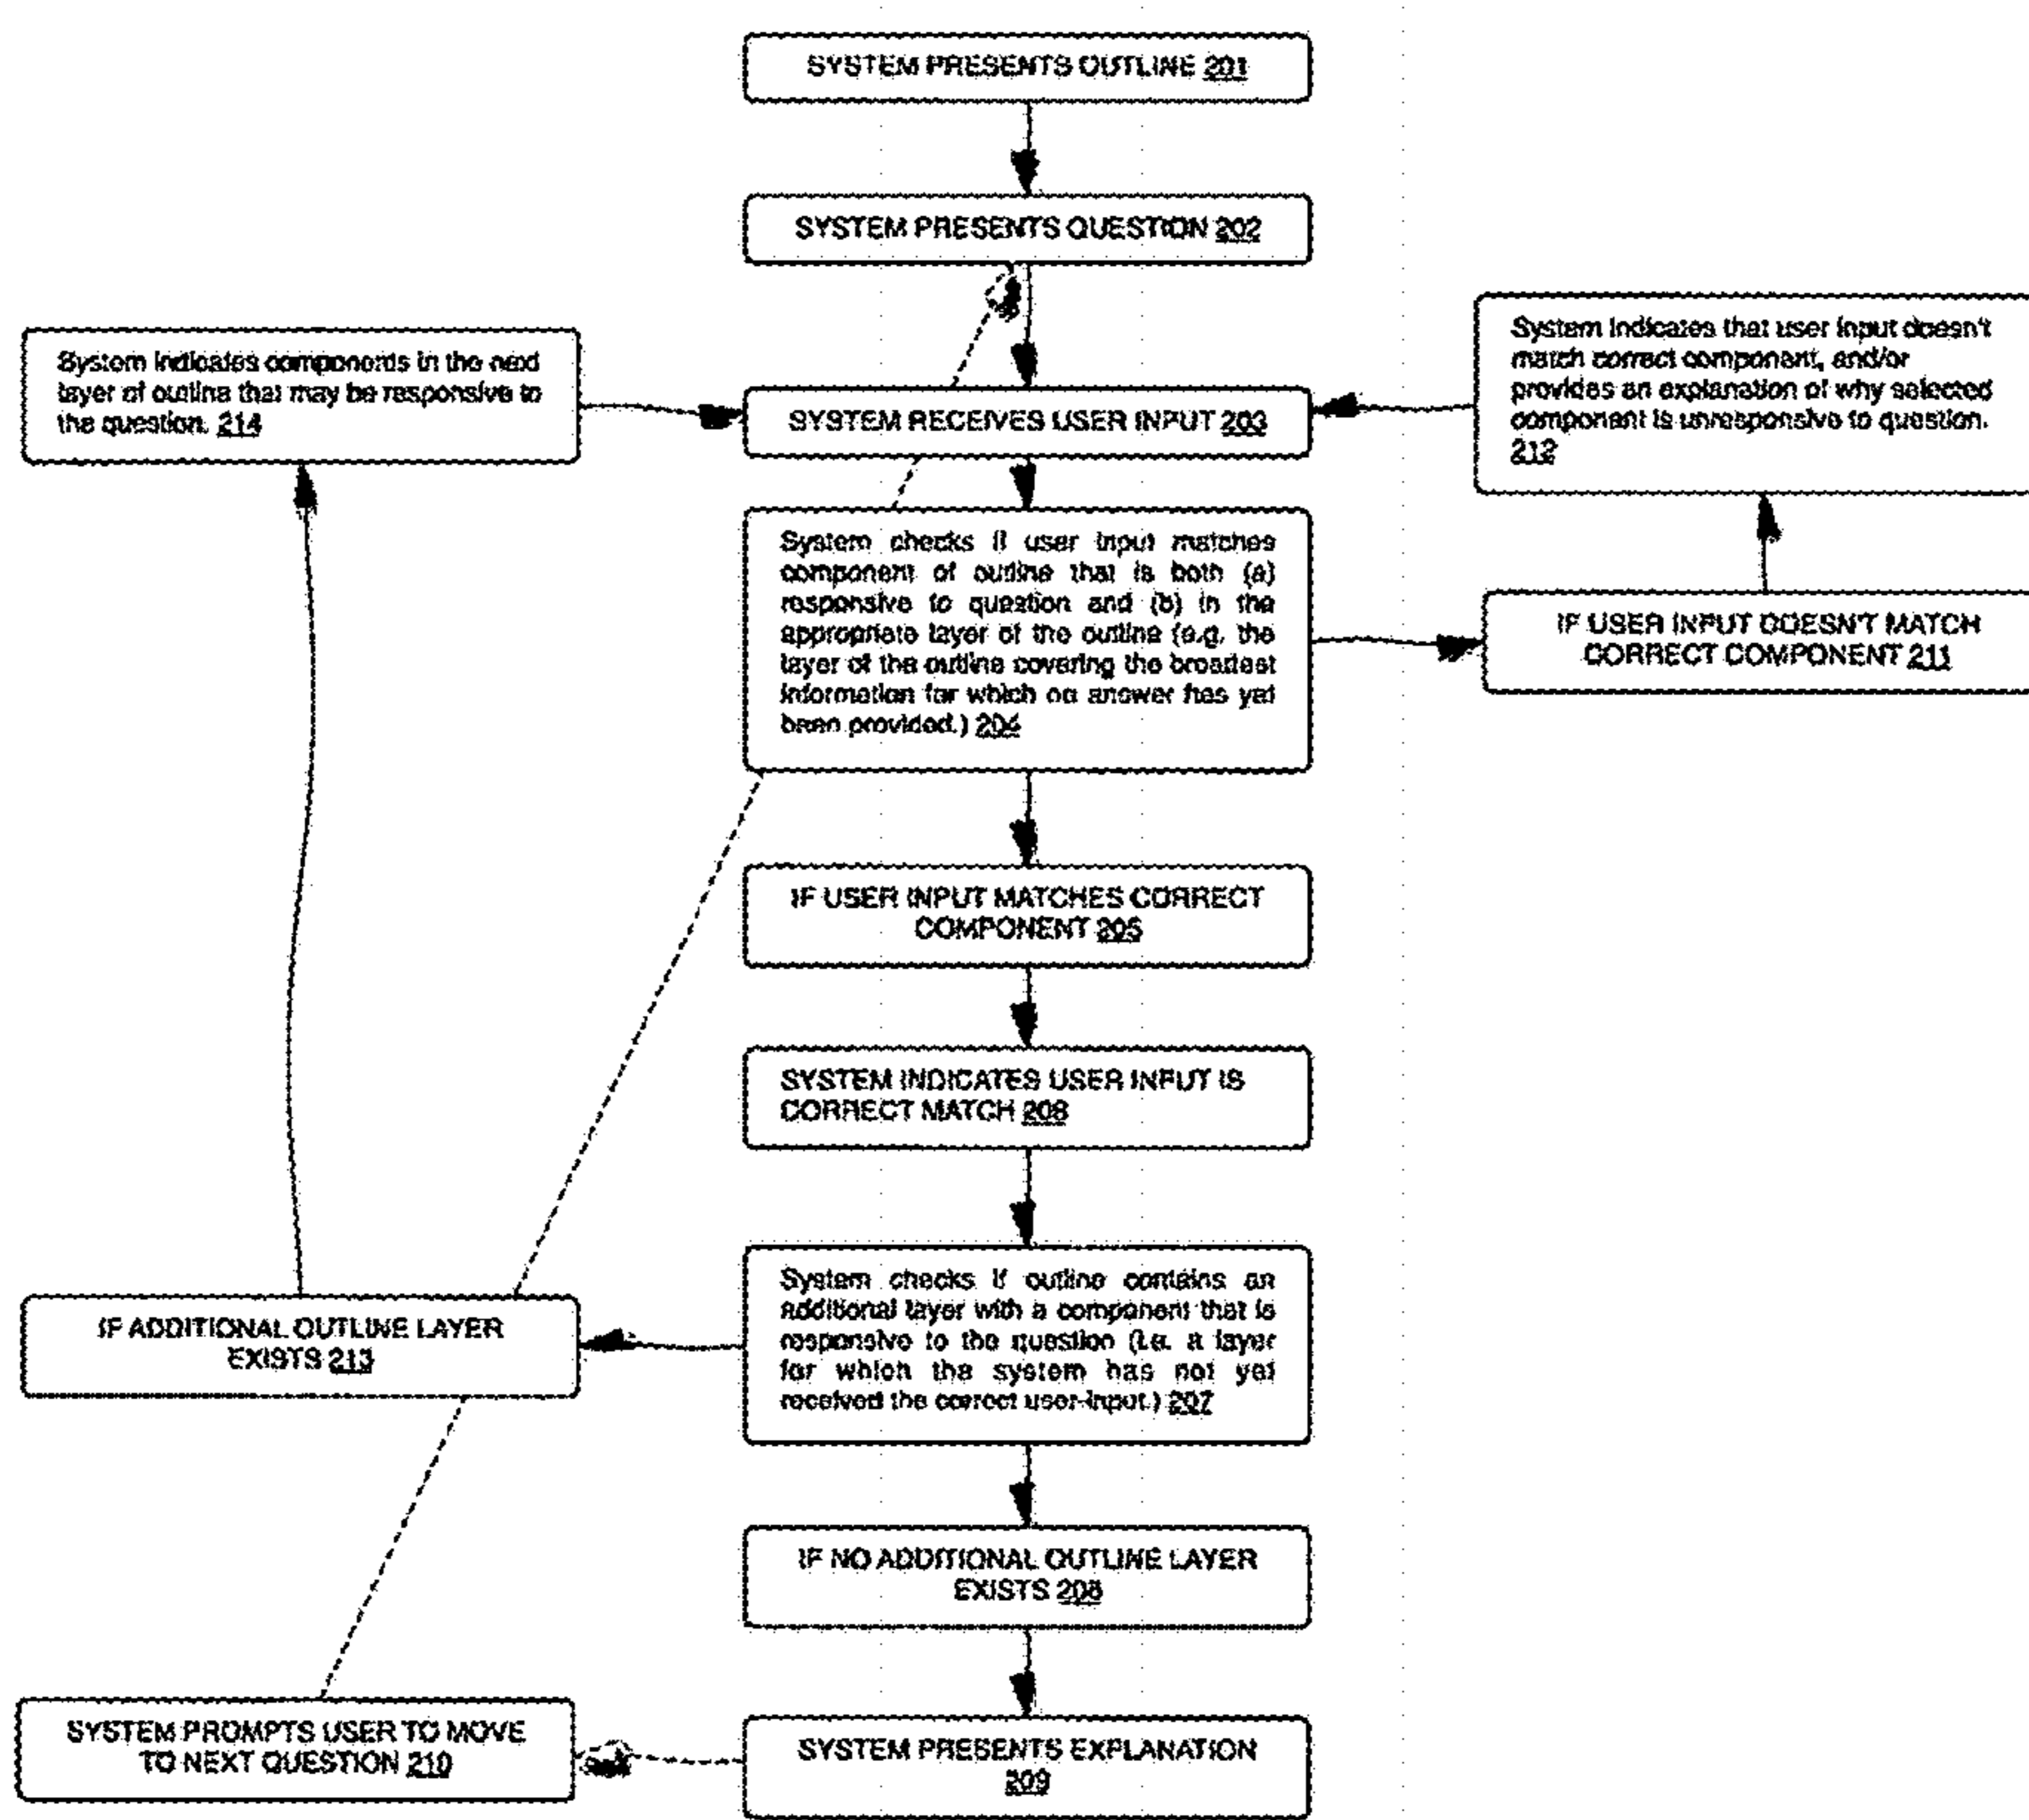 SYSTEM PRESENTS OUTLINE 201
SYSTEM PRESENTS QUESTION 202
System indicates components in the next
layer of outline that may be responsive to
the question. 214
SYSTEM RECEIVES USER INPUT 203
System indicates that user input doesn't
match correct component, and/or
provides an explanation of why selected
component is unresponsive to question.
212
System checks if user input matches
component of outline that is both (a)
responsive to question and (b) in the
appropriate layer of the outline (e.g. the
layer of the outline covering the broadest
information for which no answer has yet
been provided.) 204
IF USER INPUT DOESN'T MATCH
CORRECT COMPONENT 211
IF USER INPUT MATCHES CORRECT
COMPONENT 205
SYSTEM INDICATES USER INPUT IS
CORRECT MATCH 206
System checks if outline contains an
additional layer with a component that is
responsive to the question (i.e. a layer
for which the system has not yet
received the correct user-input.) 207
IF ADDITIONAL OUTLINE LAYER
EXISTS 213
IF NO ADDITIONAL OUTLINE LAYER
EXISTS 208
SYSTEM PROMPTS USER TO MOVE
TO NEXT QUESTION 210
SYSTEM PRESENTS EXPLANATION
209